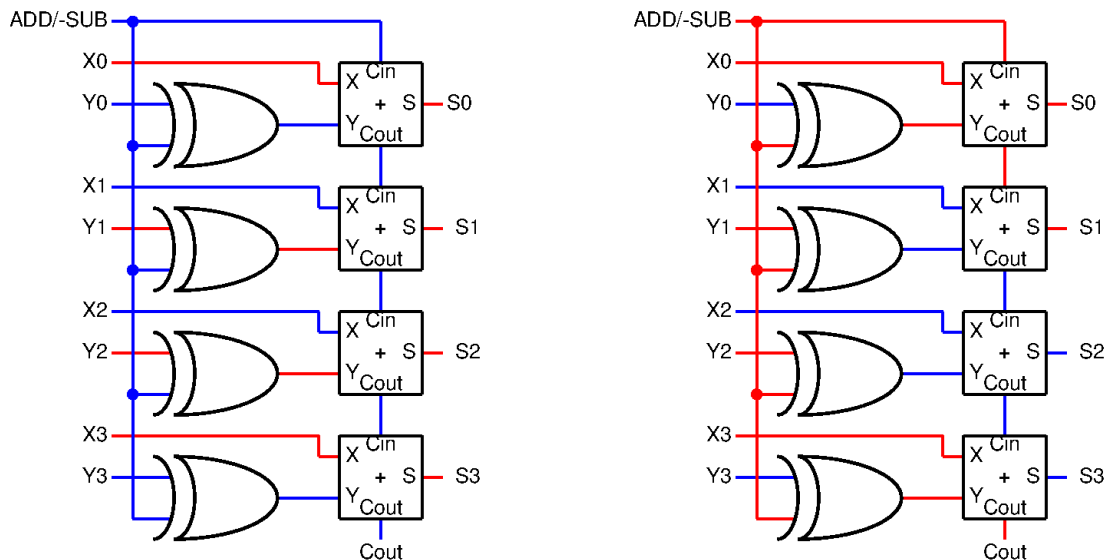 ADD/-SUB
X0
Cin
X
Y0
+
S
S0
Y
Cout
X1
Cin
X
Y1
+
S
S1
Y
Cout
X2
Cin
X
Y2
+
S
S2
Y
Cout
X3
Cin
X
Y3
+
S
S3
Y
Cout
Cout
ADD/-SUB
X0
Cin
X
Y0
+
S
S0
Y
Cout
X1
Cin
X
Y1
+
S
S1
Y
Cout
X2
Cin
X
Y2
+
S
S2
Y
Cout
X3
Cin
X
Y3
+
S
S3
Y
Cout
Cout